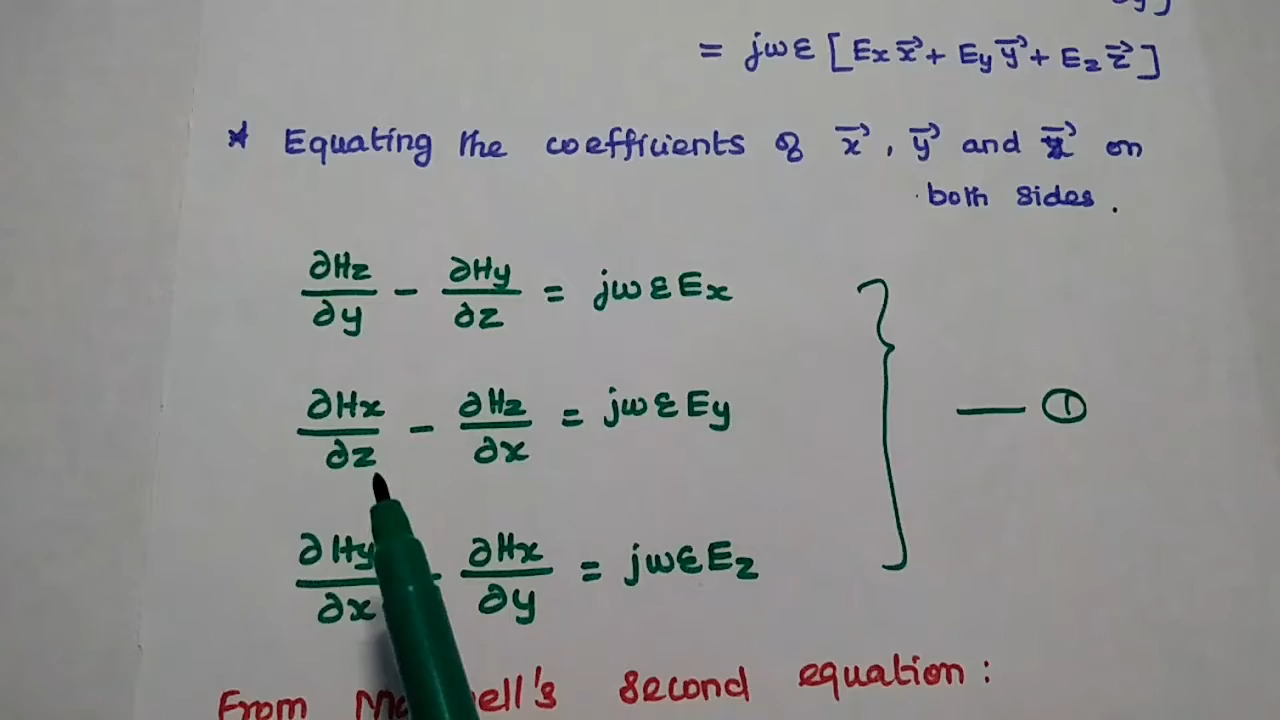 = jωε [Ex x⃗ + Ey y⃗ + Ez z⃗]
* Equating the coefficients of x⃗, y⃗ and z⃗ on
both sides.
∂Hz/∂y - ∂Hy/∂z = jωεEx
∂Hx/∂z - ∂Hz/∂x = jωεEy
∂Hy/∂x - ∂Hx/∂y = jωεEz
— ①
From second equation: